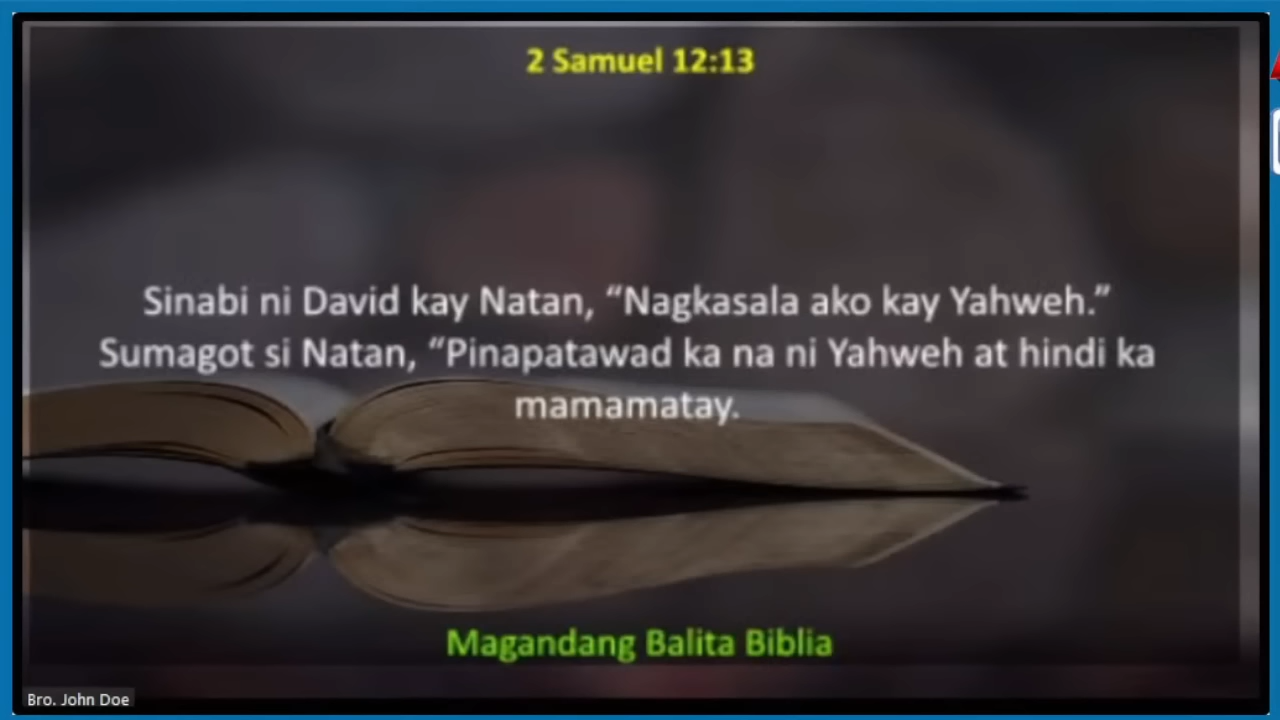 2 Samuel 12:13
Sinabi ni David kay Natan, “Nagkasala ako kay Yahweh.”
Sumagot si Natan, “Pinapatawad ka na ni Yahweh at hindi ka
mamamatay.
Magandang Balita Biblia
Bro. John Doe